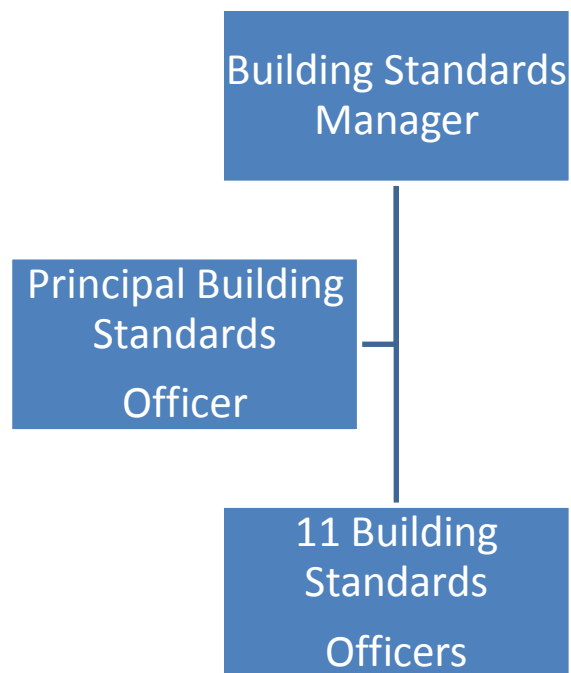 Building Standards
Manager
Principal Building
Standards
Officer
11 Building
Standards
Officers